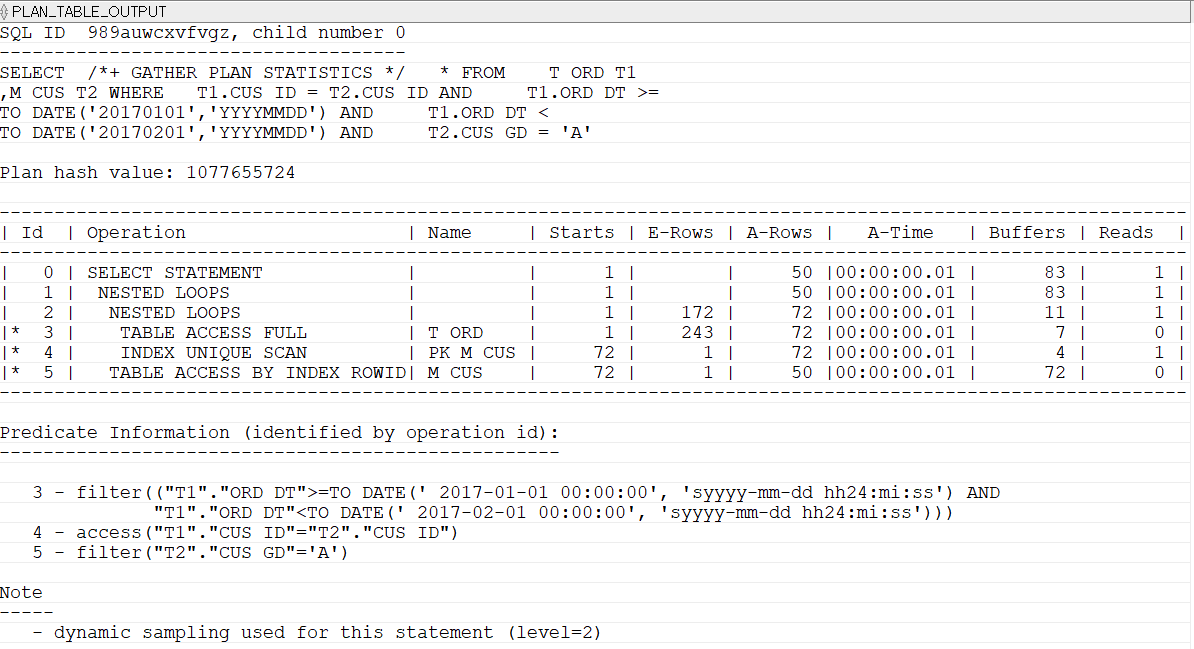 PLAN_TABLE_OUTPUT
SQL ID  989auwcxvfvgz, child number 0
-------------------------------------
SELECT  /*+ GATHER PLAN STATISTICS */   * FROM    T ORD T1
,M CUS T2 WHERE   T1.CUS ID = T2.CUS ID AND     T1.ORD DT >=
TO DATE('20170101','YYYYMMDD') AND     T1.ORD DT <
TO DATE('20170201','YYYYMMDD') AND     T2.CUS GD = 'A'
Plan hash value: 1077655724
------------------------------------------------------------------------------------------------------------
| Id  | Operation                    | Name     | Starts | E-Rows | A-Rows |   A-Time   | Buffers | Reads  |
------------------------------------------------------------------------------------------------------------
|   0 | SELECT STATEMENT             |          |      1 |        |     50 |00:00:00.01 |      83 |      1 |
|   1 |  NESTED LOOPS                |          |      1 |        |     50 |00:00:00.01 |      83 |      1 |
|   2 |   NESTED LOOPS               |          |      1 |    172 |     72 |00:00:00.01 |      11 |      1 |
|*  3 |    TABLE ACCESS FULL         | T ORD    |      1 |    243 |     72 |00:00:00.01 |       7 |      0 |
|*  4 |    INDEX UNIQUE SCAN         | PK M CUS |     72 |      1 |     72 |00:00:00.01 |       4 |      1 |
|*  5 |   TABLE ACCESS BY INDEX ROWID| M CUS    |     72 |      1 |     50 |00:00:00.01 |      72 |      0 |
------------------------------------------------------------------------------------------------------------
Predicate Information (identified by operation id):
---------------------------------------------------
   3 - filter(("T1"."ORD DT">=TO DATE(' 2017-01-01 00:00:00', 'syyyy-mm-dd hh24:mi:ss') AND
              "T1"."ORD DT"<TO DATE(' 2017-02-01 00:00:00', 'syyyy-mm-dd hh24:mi:ss')))
   4 - access("T1"."CUS ID"="T2"."CUS ID")
   5 - filter("T2"."CUS GD"='A')
Note
-----
   - dynamic sampling used for this statement (level=2)